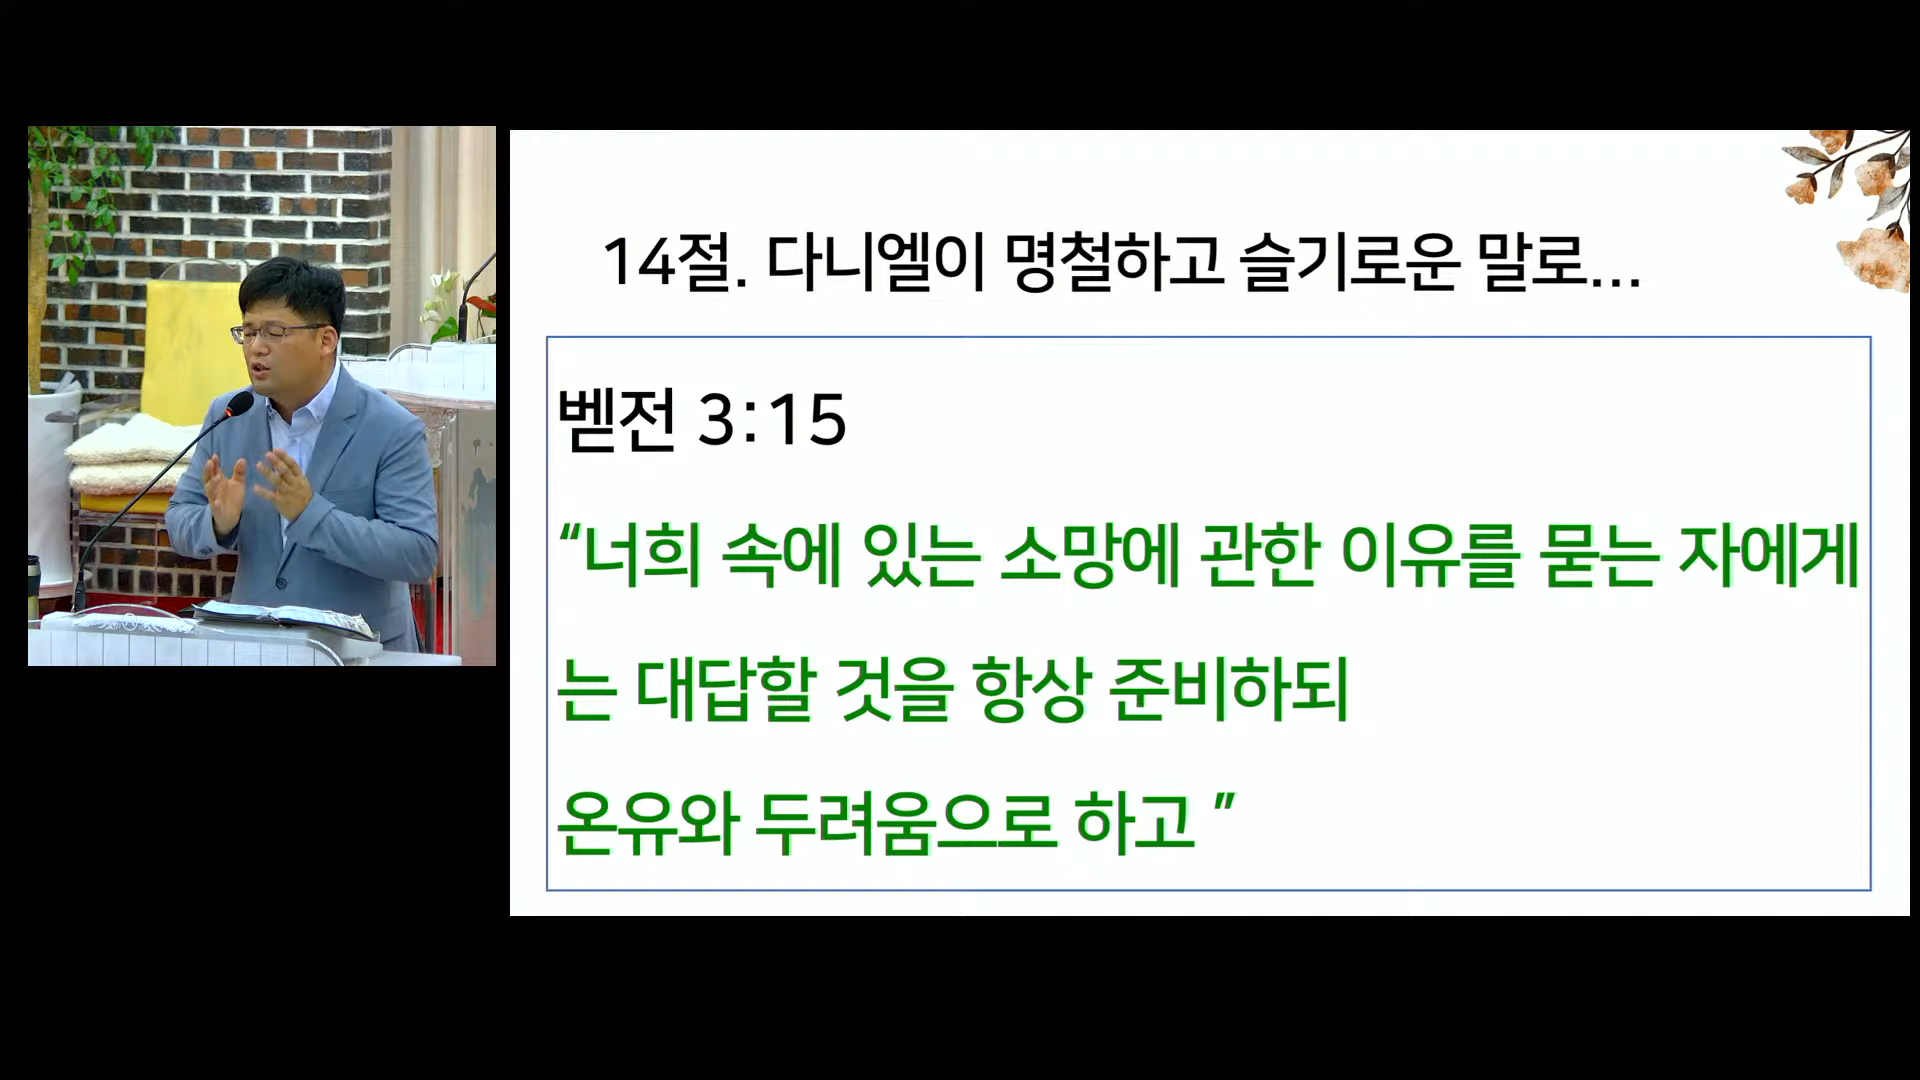 14절. 다니엘이 명철하고 슬기로운 말로...
벧전 3:15
“너희 속에 있는 소망에 관한 이유를 묻는 자에게
는 대답할 것을 항상 준비하되
온유와 두려움으로 하고 ”